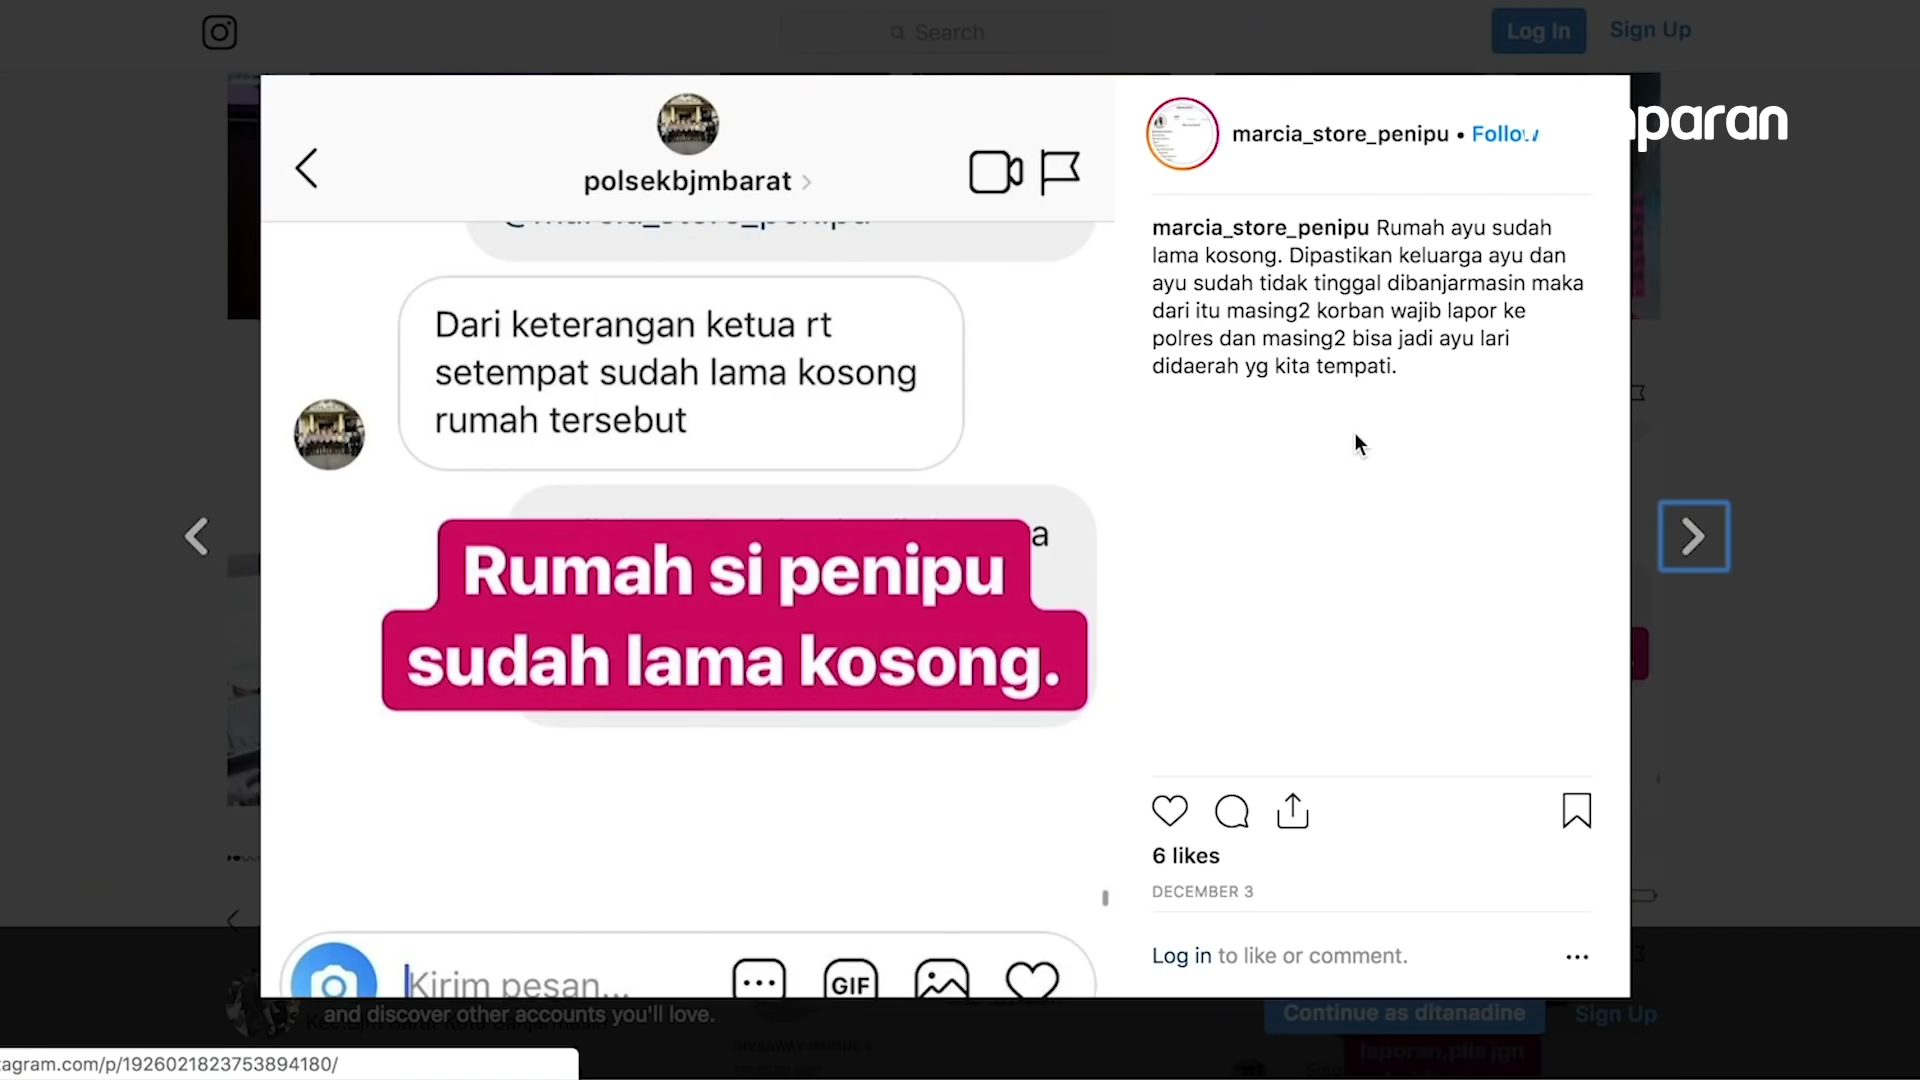 Search
Log In
Sign Up
polsekbjmbarat
Dari keterangan ketua rt
setempat sudah lama kosong
rumah tersebut
a
Rumah si penipu
sudah lama kosong.
Kirim pesan...
GIF
marcia_store_penipu • Follow
marcia_store_penipu Rumah ayu sudah
lama kosong. Dipastikan keluarga ayu dan
ayu sudah tidak tinggal dibanjarmasin maka
dari itu masing2 korban wajib lapor ke
polres dan masing2 bisa jadi ayu lari
didaerah yg kita tempati.
6 likes
DECEMBER 3
Log in to like or comment.
and discover other accounts you'll love.
Continue as ditanadine
Sign Up
laporan,plis jgn
tagram.com/p/1926021823753894180/